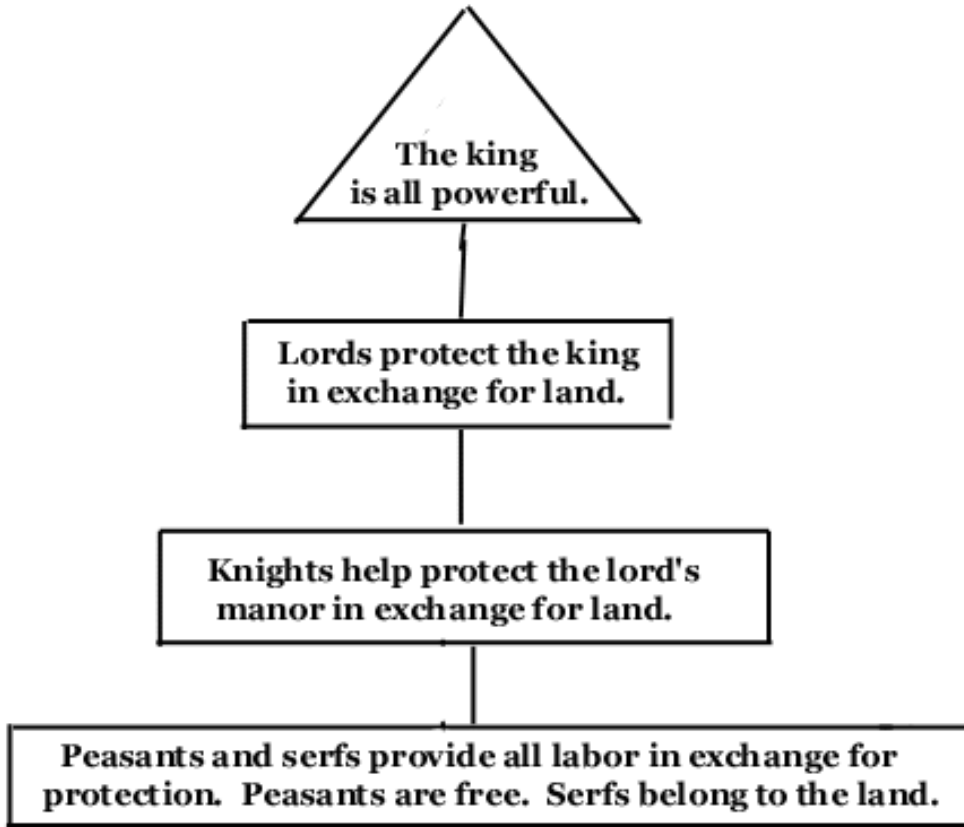 The king
is all powerful.
Lords protect the king
in exchange for land.
Knights help protect the lord's
manor in exchange for land.
Peasants and serfs provide all labor in exchange for
protection. Peasants are free. Serfs belong to the land.